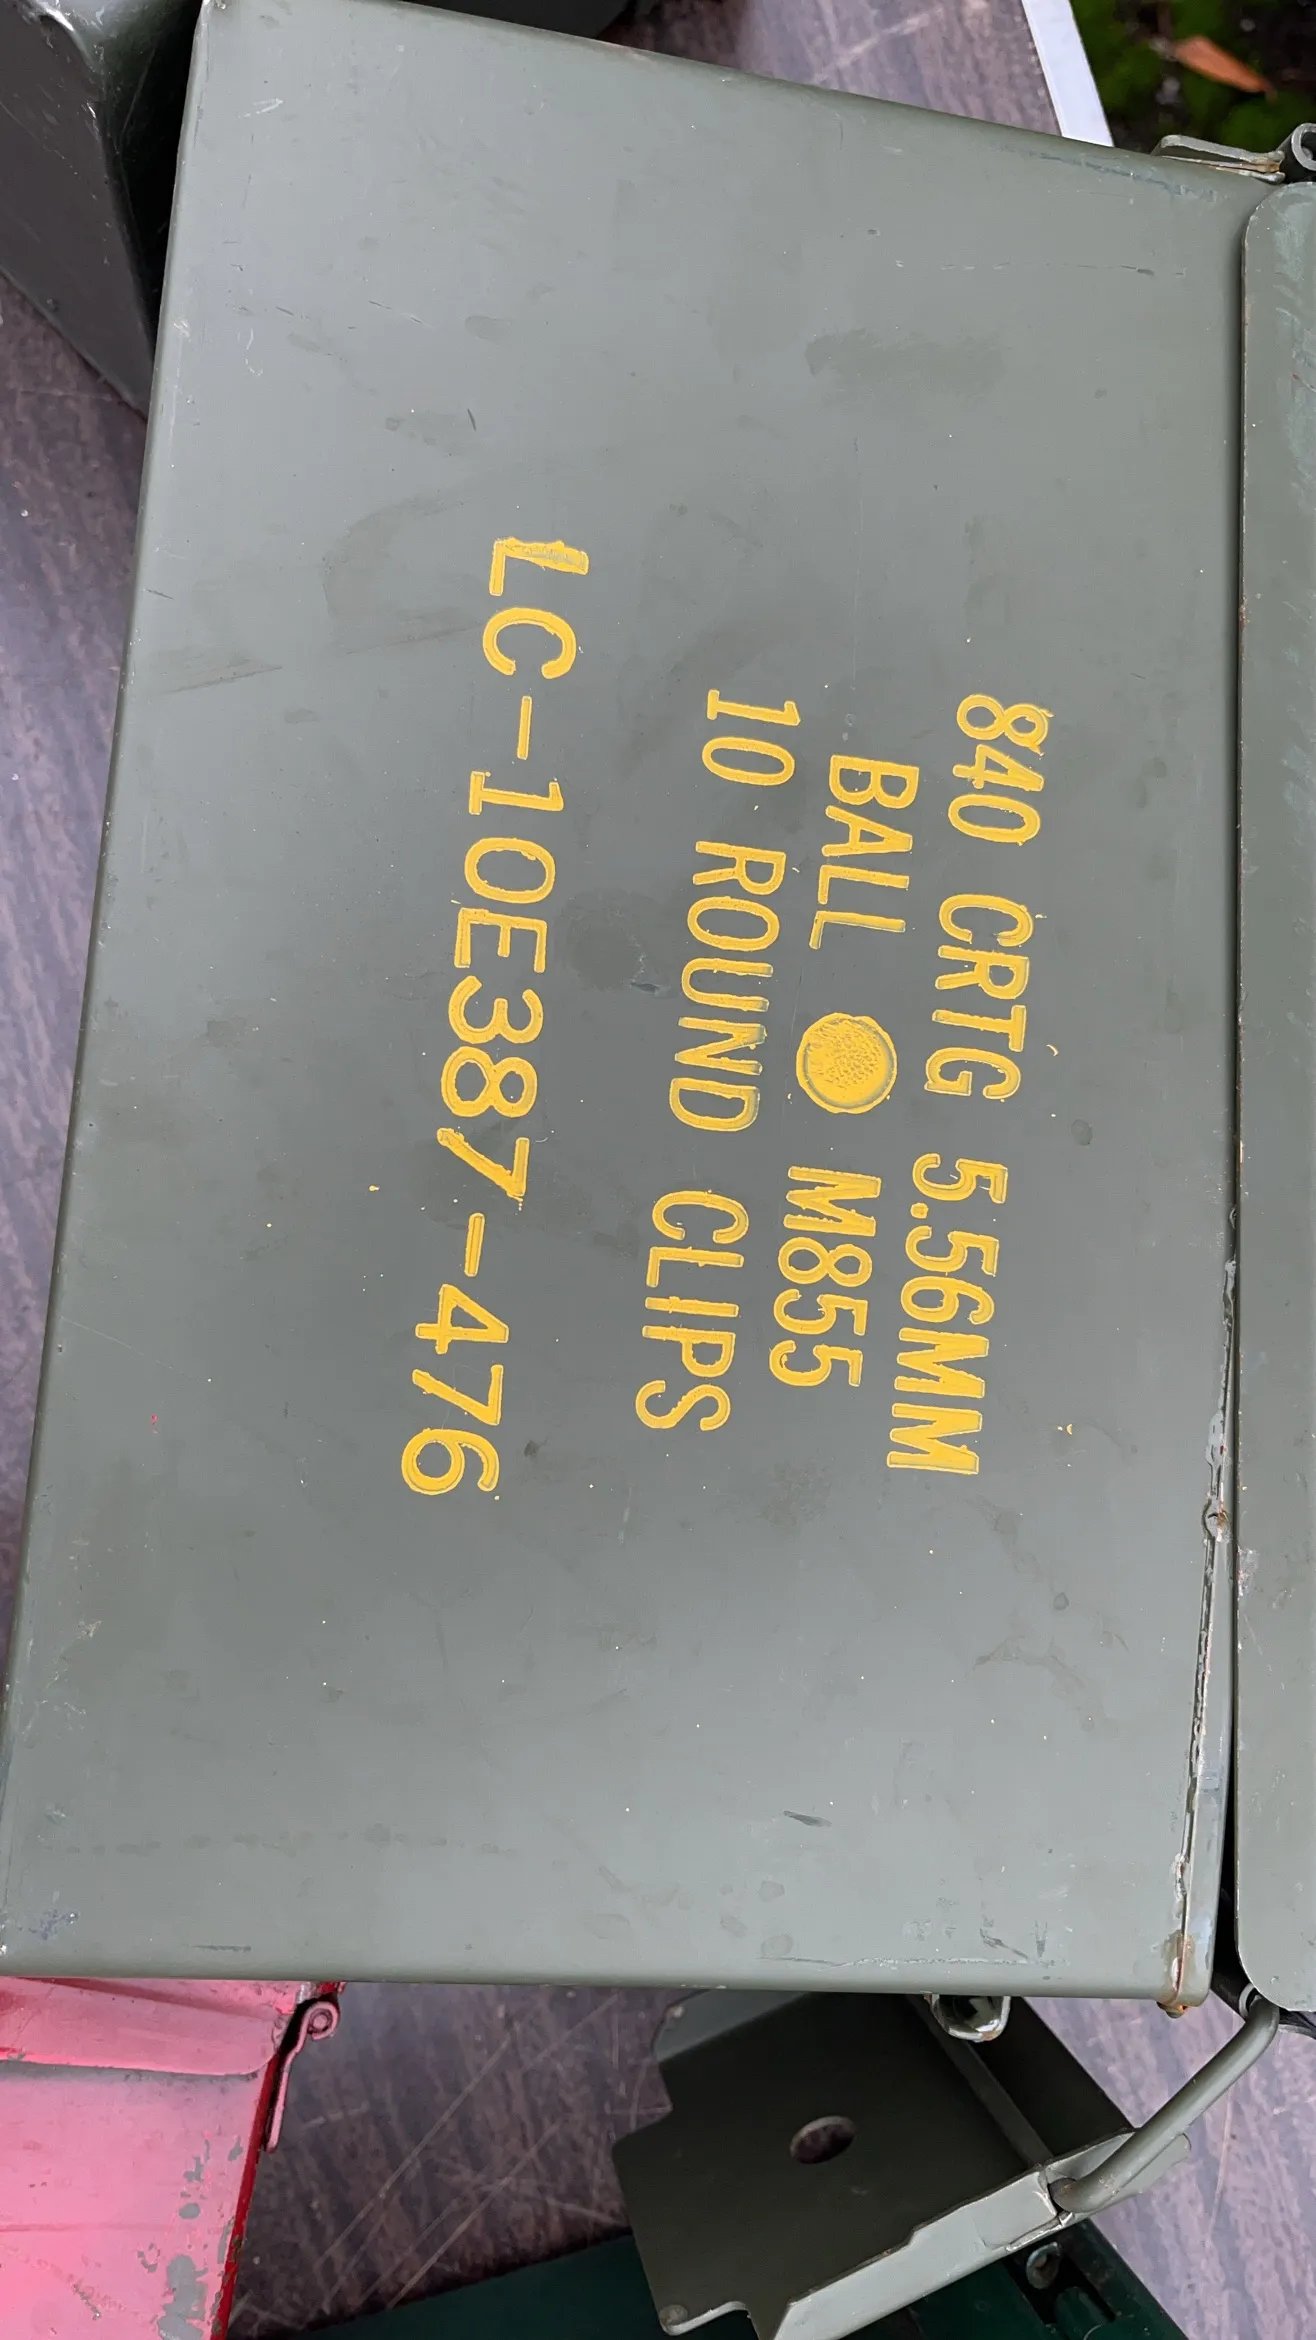 840 CRTG 5.56MM
BALL M855
10 ROUND CLIPS
LC-10E387-476